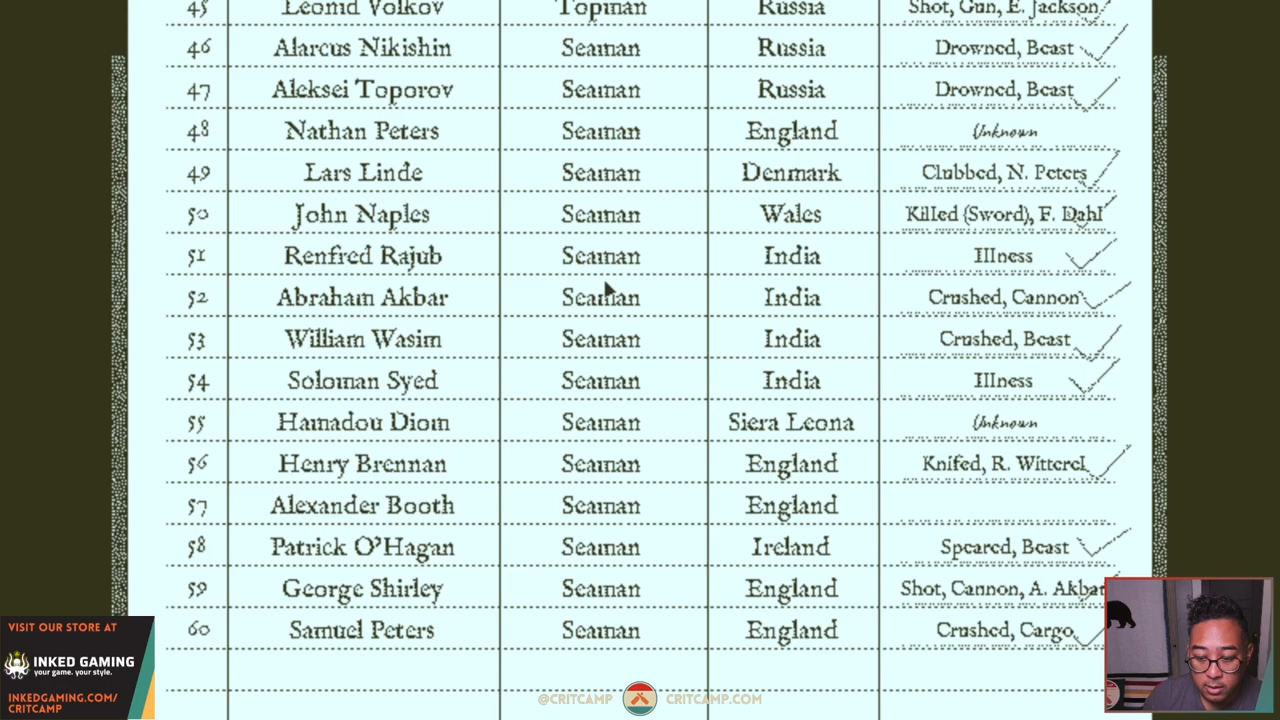 45 Leonid Volkov Topman Russia Shot, Gun, E. Jackson
46 Alarcus Nikishin Seaman Russia Drowned, Beast
47 Aleksei Toporov Seaman Russia Drowned, Beast
48 Nathan Peters Seaman England Unknown
49 Lars Linde Seaman Denmark Clubbed, N. Peters
50 John Naples Seaman Wales Killed (Sword), F. Dahl
51 Renfred Rajub Seaman India Illness
52 Abraham Akbar Seaman India Crushed, Cannon
53 William Wasim Seaman India Crushed, Beast
54 Soloman Syed Seaman India Illness
55 Hamadou Diom Seaman Siera Leona Unknown
56 Henry Brennan Seaman England Knifed, R. Witterel
57 Alexander Booth Seaman England
58 Patrick O'Hagan Seaman Ireland Speared, Beast
59 George Shirley Seaman England Shot, Cannon, A. Akbar
60 Samuel Peters Seaman England Crushed, Cargo
VISIT OUR STORE AT
INKED GAMING
your game. your style.
INKEDGAMING.COM/
CRITCAMP
@CRITCAMP CRITCAMP.COM